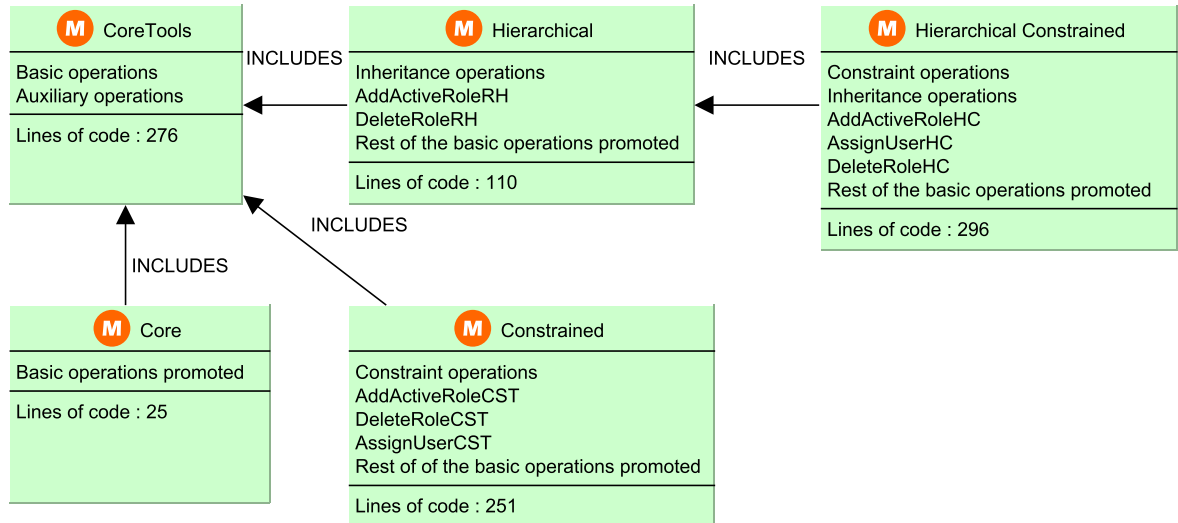 M CoreTools
Basic operations
Auxiliary operations
Lines of code : 276
INCLUDES
M Hierarchical
Inheritance operations
AddActiveRoleRH
DeleteRoleRH
Rest of the basic operations promoted
Lines of code : 110
INCLUDES
M Hierarchical Constrained
Constraint operations
Inheritance operations
AddActiveRoleHC
AssignUserHC
DeleteRoleHC
Rest of the basic operations promoted
Lines of code : 296
INCLUDES
INCLUDES
M Core
Basic operations promoted
Lines of code : 25
M Constrained
Constraint operations
AddActiveRoleCST
DeleteRoleCST
AssignUserCST
Rest of of the basic operations promoted
Lines of code : 251